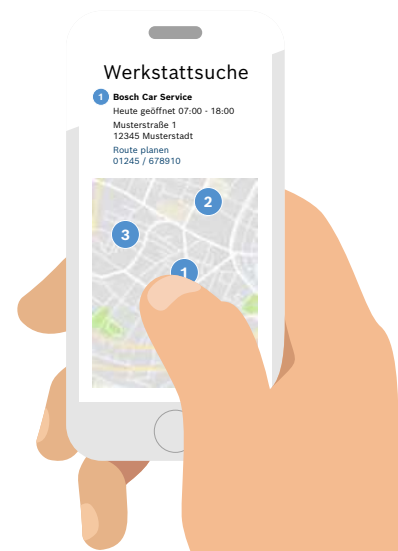 Werkstattsuche
1 Bosch Car Service
Heute geöffnet 07:00 - 18:00
Musterstraße 1
12345 Musterstadt
Route planen
01245 / 678910
2
3
1